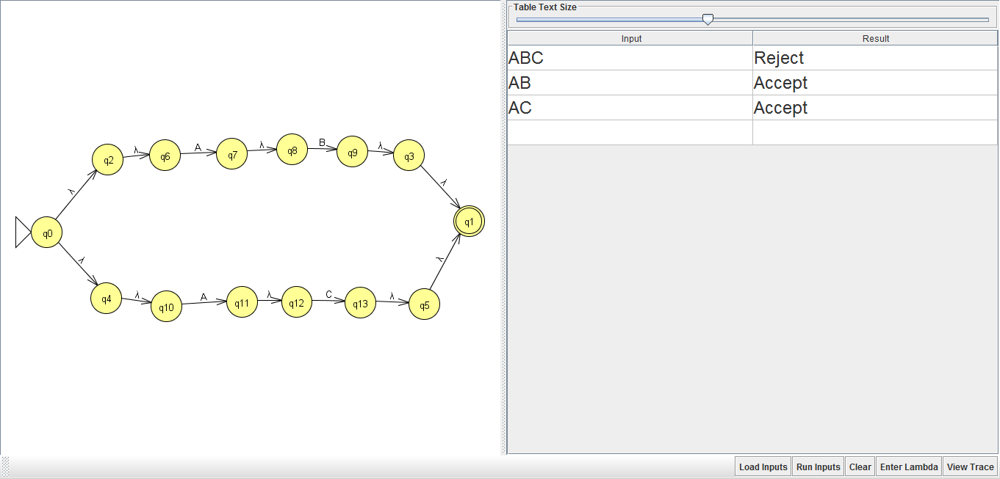 Table Text Size
Input Result
ABC Reject
AB Accept
AC Accept
q2 λ q6 A q7 λ q8 B q9 λ q3
λ λ
q0 q1
λ λ
q4 λ q10 A q11 λ q12 C q13 λ q5
Load Inputs Run Inputs Clear Enter Lambda View Trace